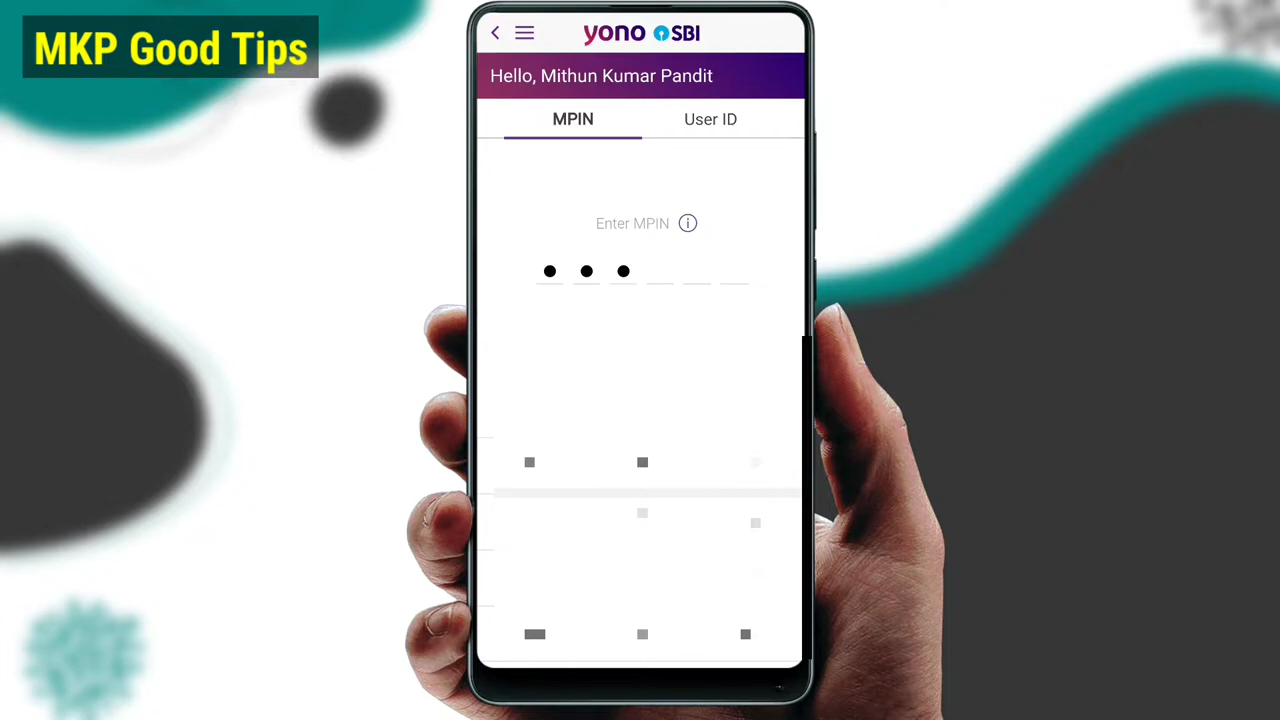 MKP Good Tips
yono SBI
Hello, Mithun Kumar Pandit
MPIN
User ID
Enter MPIN